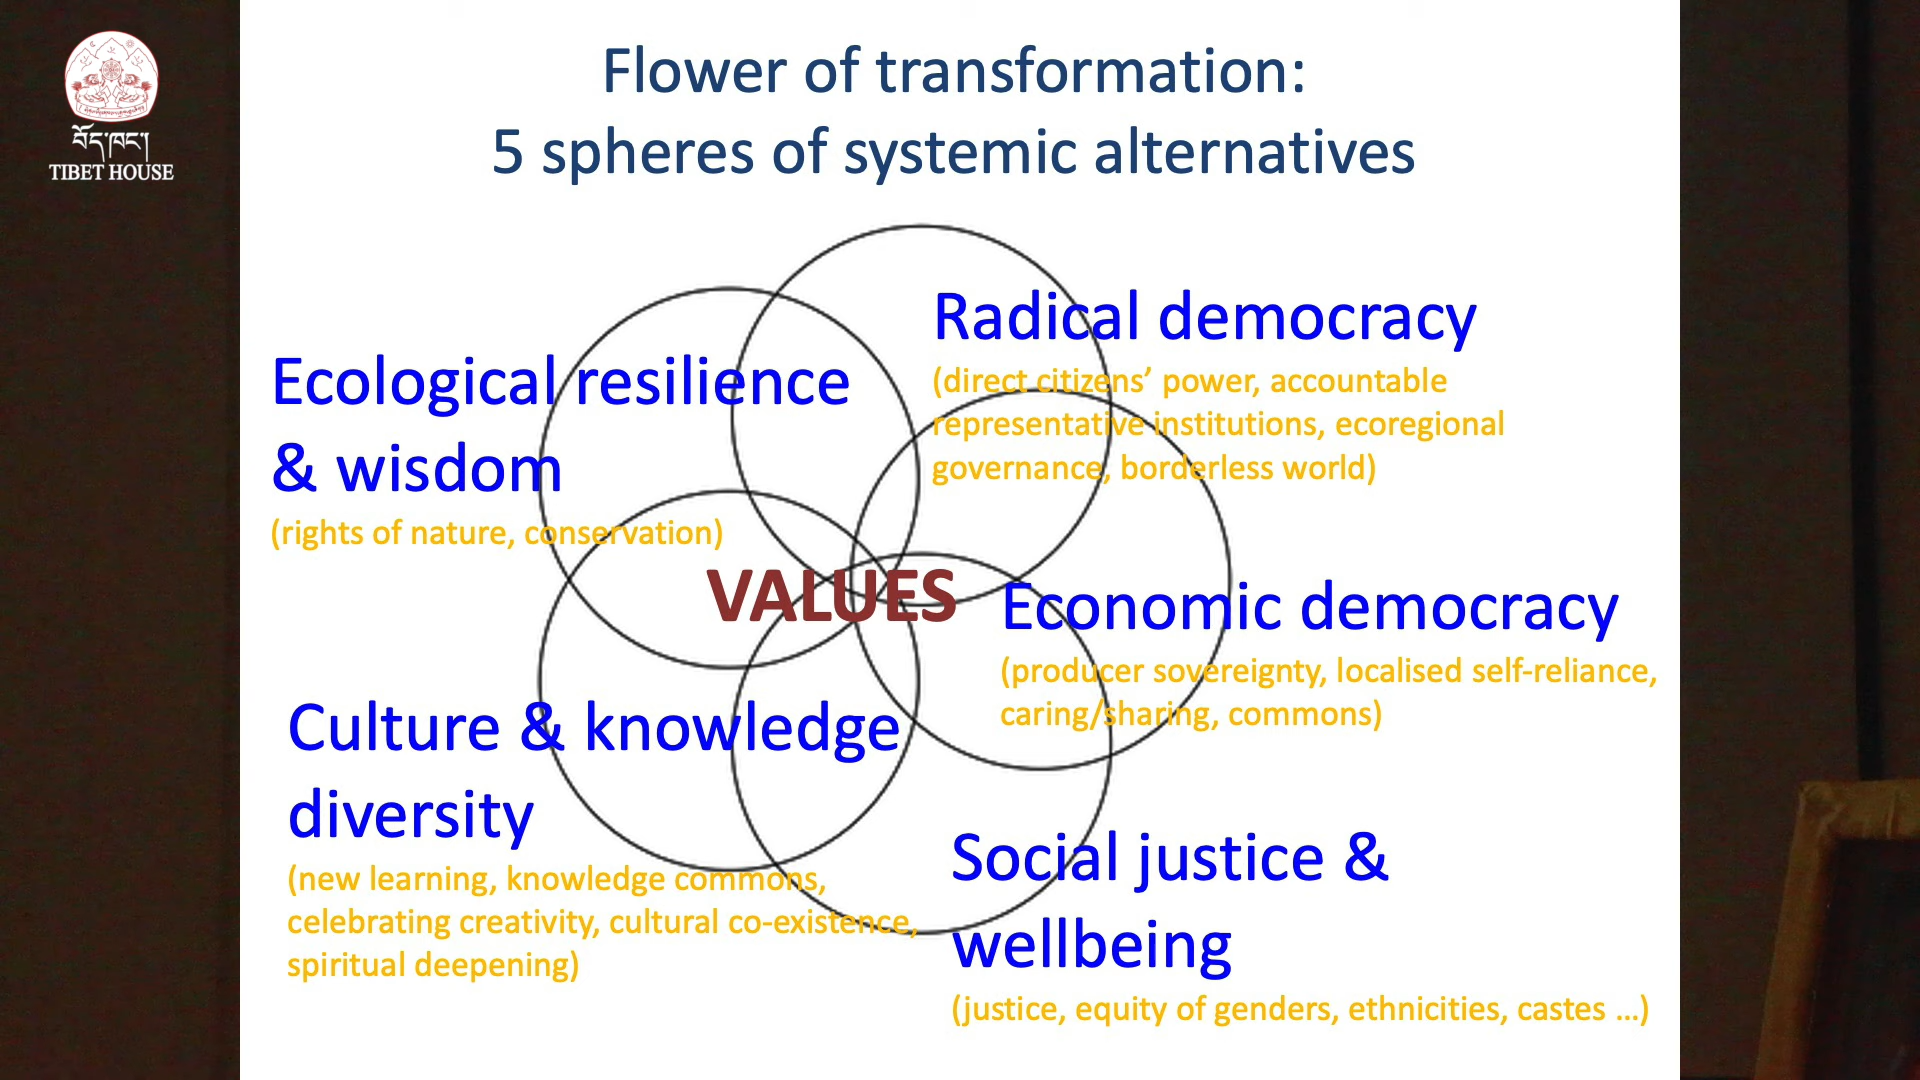 བོད་ཁང་།
TIBET HOUSE
Flower of transformation:
5 spheres of systemic alternatives
Radical democracy
(direct citizens’ power, accountable
representative institutions, ecoregional
governance, borderless world)
Ecological resilience
& wisdom
(rights of nature, conservation)
VALUES
Economic democracy
(producer sovereignty, localised self-reliance,
caring/sharing, commons)
Culture & knowledge
diversity
(new learning, knowledge commons,
celebrating creativity, cultural co-existence,
spiritual deepening)
Social justice &
wellbeing
(justice, equity of genders, ethnicities, castes ...)